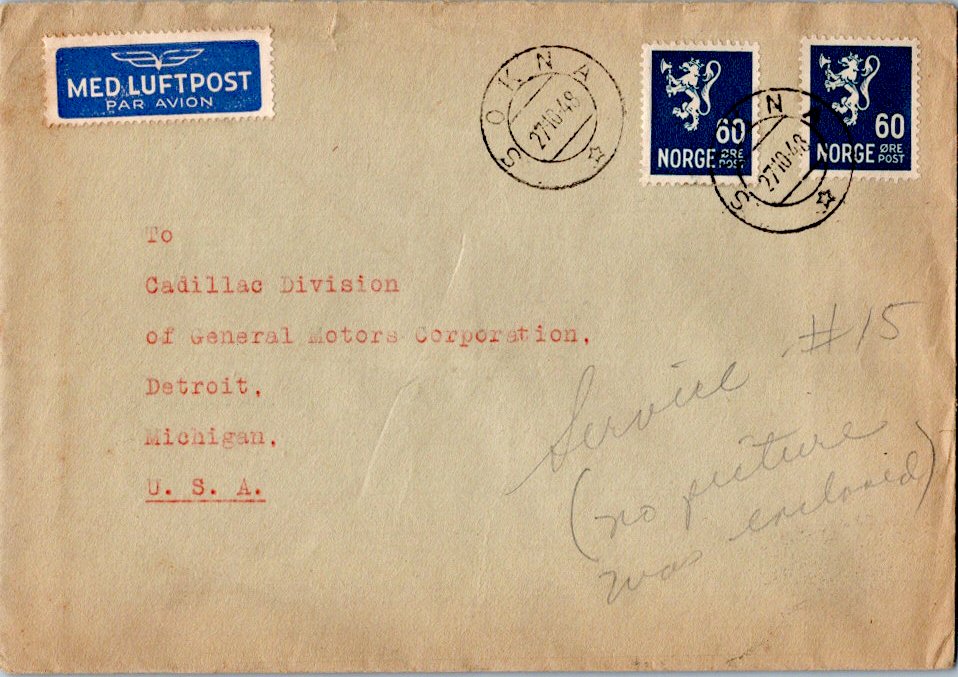 MED LUFTPOST
PAR AVION
SOKNA
27.10.48
60
NORGE ØRE POST
60
NORGE ØRE POST
S NA
27.10.48
To
Cadillac Division
of General Motors Corporation,
Detroit,
Michigan,
U. S. A.
Service #15
(no picture
was enclosed)